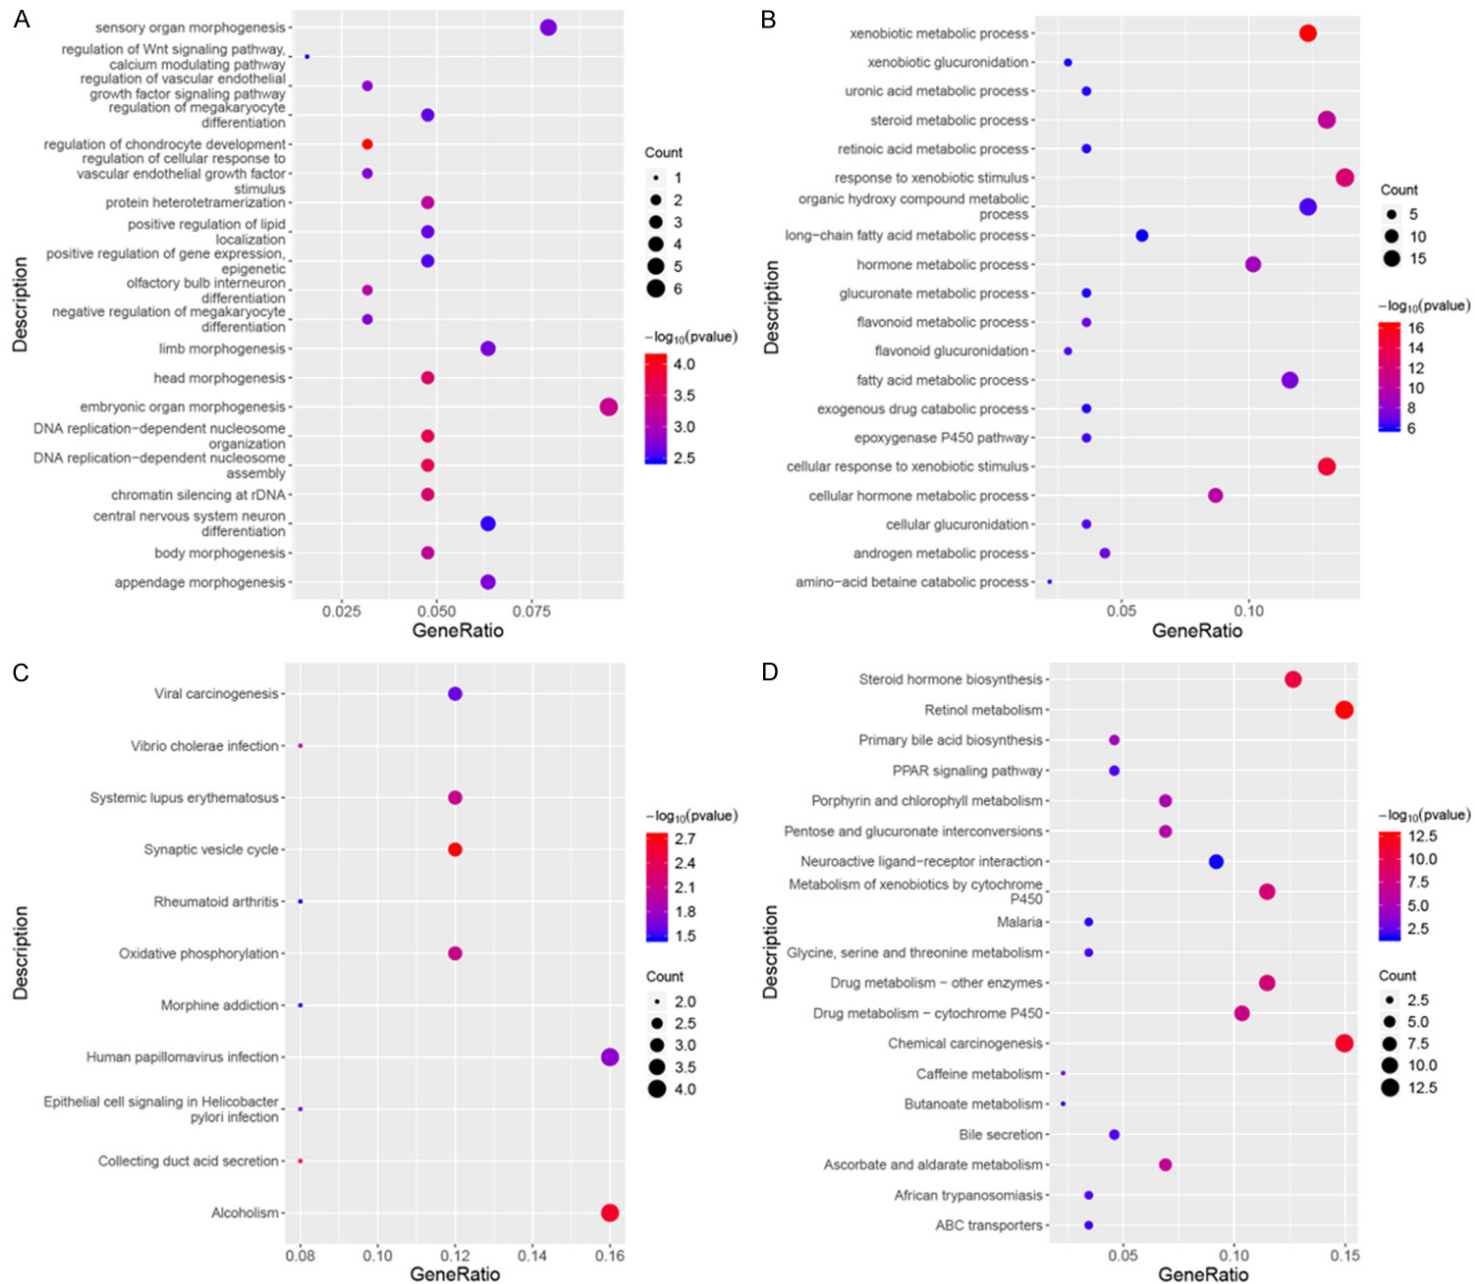 A
sensory organ morphogenesis
regulation of Wnt signaling pathway,
calcium modulating pathway
regulation of vascular endothelial
growth factor signaling pathway
regulation of megakaryocyte
differentiation
regulation of chondrocyte development
regulation of cellular response to
vascular endothelial growth factor
stimulus
protein heterotetramerization
positive regulation of lipid
localization
positive regulation of gene expression,
epigenetic
olfactory bulb interneuron
differentiation
negative regulation of megakaryocyte
differentiation
limb morphogenesis
head morphogenesis
embryonic organ morphogenesis
DNA replication−dependent nucleosome
organization
DNA replication−dependent nucleosome
assembly
chromatin silencing at rDNA
central nervous system neuron
differentiation
body morphogenesis
appendage morphogenesis
Description
0.025 0.050 0.075
GeneRatio
Count
1
2
3
4
5
6
−log10(pvalue)
4.0
3.5
3.0
2.5
B
xenobiotic metabolic process
xenobiotic glucuronidation
uronic acid metabolic process
steroid metabolic process
retinoic acid metabolic process
response to xenobiotic stimulus
organic hydroxy compound metabolic
process
long−chain fatty acid metabolic process
hormone metabolic process
glucuronate metabolic process
flavonoid metabolic process
flavonoid glucuronidation
fatty acid metabolic process
exogenous drug catabolic process
epoxygenase P450 pathway
cellular response to xenobiotic stimulus
cellular hormone metabolic process
cellular glucuronidation
androgen metabolic process
amino−acid betaine catabolic process
Description
0.05 0.10
GeneRatio
Count
5
10
15
−log10(pvalue)
16
14
12
10
8
6
C
Viral carcinogenesis
Vibrio cholerae infection
Systemic lupus erythematosus
Synaptic vesicle cycle
Rheumatoid arthritis
Oxidative phosphorylation
Morphine addiction
Human papillomavirus infection
Epithelial cell signaling in Helicobacter
pylori infection
Collecting duct acid secretion
Alcoholism
Description
0.08 0.10 0.12 0.14 0.16
GeneRatio
−log10(pvalue)
2.7
2.4
2.1
1.8
1.5
Count
2.0
2.5
3.0
3.5
4.0
D
Steroid hormone biosynthesis
Retinol metabolism
Primary bile acid biosynthesis
PPAR signaling pathway
Porphyrin and chlorophyll metabolism
Pentose and glucuronate interconversions
Neuroactive ligand−receptor interaction
Metabolism of xenobiotics by cytochrome
P450
Malaria
Glycine, serine and threonine metabolism
Drug metabolism − other enzymes
Drug metabolism − cytochrome P450
Chemical carcinogenesis
Caffeine metabolism
Butanoate metabolism
Bile secretion
Ascorbate and aldarate metabolism
African trypanosomiasis
ABC transporters
Description
0.05 0.10 0.15
GeneRatio
−log10(pvalue)
12.5
10.0
7.5
5.0
2.5
Count
2.5
5.0
7.5
10.0
12.5